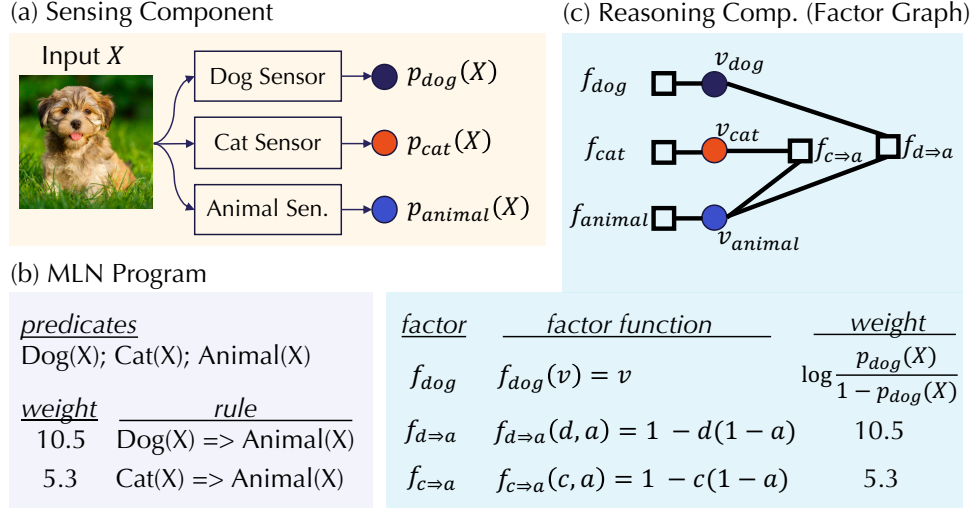 (a) Sensing Component
Input X
Dog Sensor
p_dog(X)
Cat Sensor
p_cat(X)
Animal Sen.
p_animal(X)
(c) Reasoning Comp. (Factor Graph)
f_dog
v_dog
f_cat
v_cat
f_c⇒a
f_d⇒a
f_animal
v_animal
(b) MLN Program
predicates
Dog(X); Cat(X); Animal(X)
weight rule
10.5 Dog(X) => Animal(X)
5.3 Cat(X) => Animal(X)
factor factor function weight
f_dog f_dog(v) = v log p_dog(X) / 1 − p_dog(X)
f_d⇒a f_d⇒a(d, a) = 1 − d(1 − a) 10.5
f_c⇒a f_c⇒a(c, a) = 1 − c(1 − a) 5.3